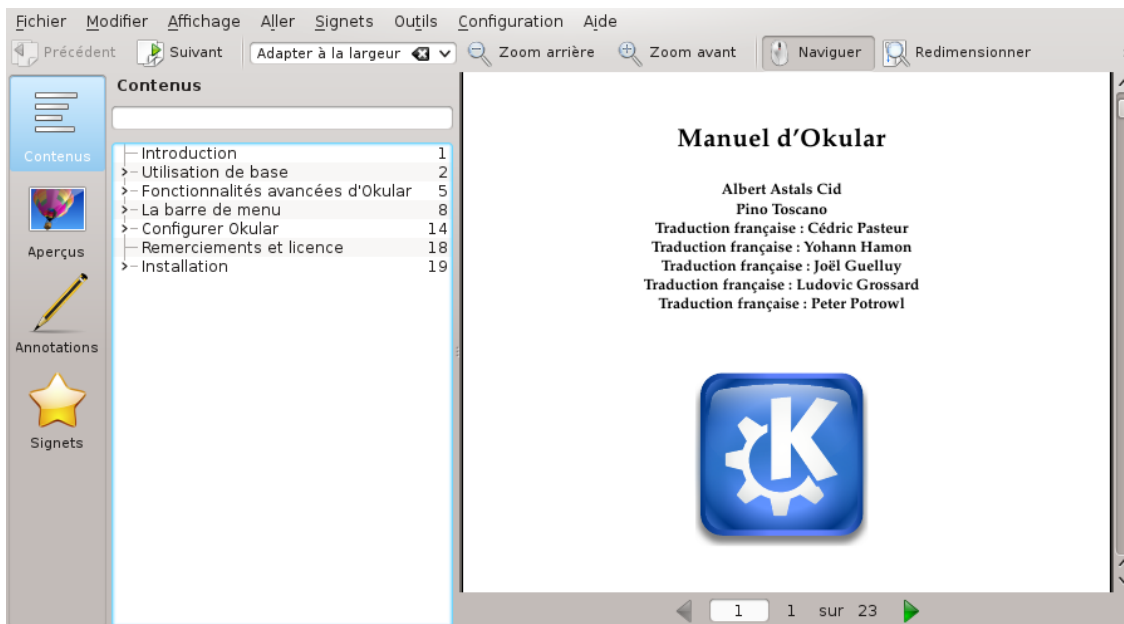 Fichier Modifier Affichage Aller Signets Outils Configuration Aide
Précédent Suivant Adapter à la largeur Zoom arrière Zoom avant Naviguer Redimensionner
Contenus
Contenus
Aperçus
Annotations
Signets
Introduction 1
Utilisation de base 2
Fonctionnalités avancées d'Okular 5
La barre de menu 8
Configurer Okular 14
Remerciements et licence 18
Installation 19
Manuel d’Okular
Albert Astals Cid
Pino Toscano
Traduction française : Cédric Pasteur
Traduction française : Yohann Hamon
Traduction française : Joël Guelluy
Traduction française : Ludovic Grossard
Traduction française : Peter Potrowl
K
1 1 sur 23